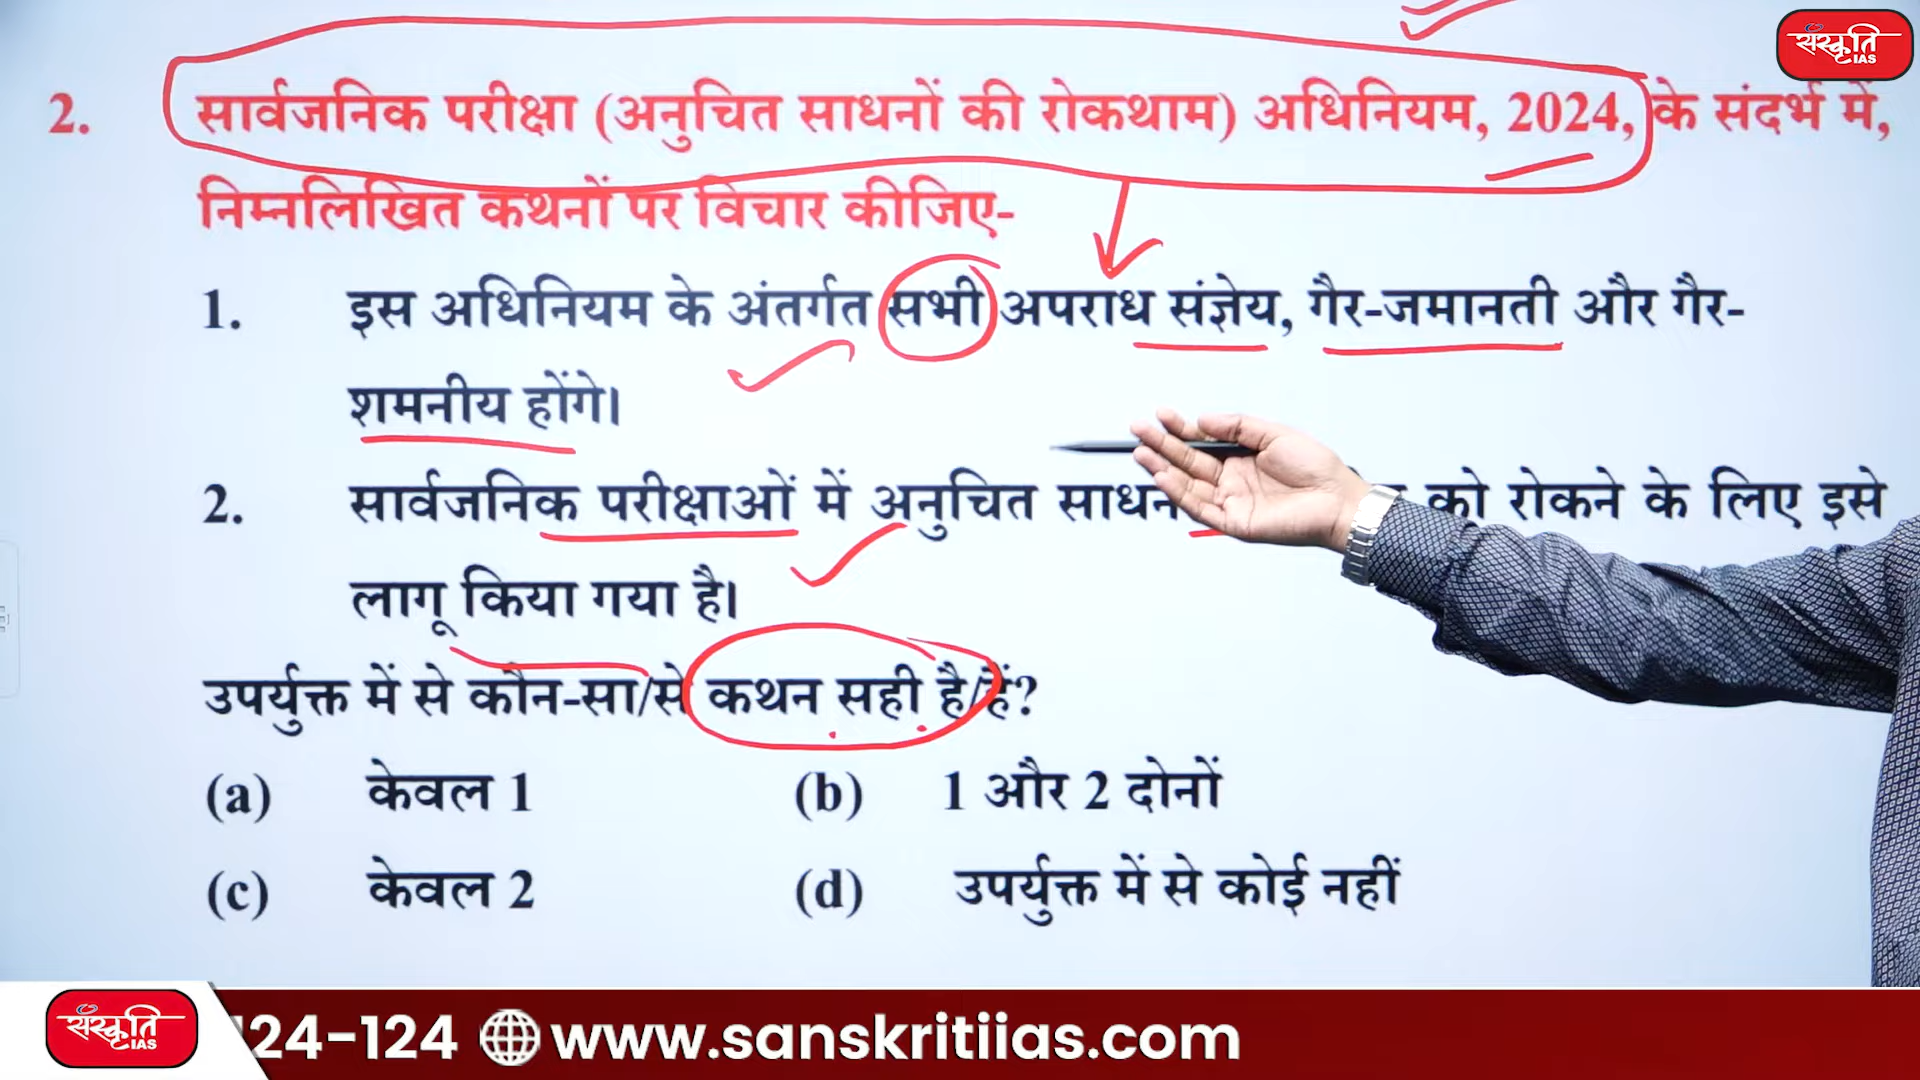 संस्कृति
IAS
2. सार्वजनिक परीक्षा (अनुचित साधनों की रोकथाम) अधिनियम, 2024, के संदर्भ में,
निम्नलिखित कथनों पर विचार कीजिए-
1. इस अधिनियम के अंतर्गत सभी अपराध संज्ञेय, गैर-जमानती और गैर-
शमनीय होंगे।
2. सार्वजनिक परीक्षाओं में अनुचित को रोकने के लिए इसे
लागू किया गया है।
उपर्युक्त में से कौन-सा/से कथन सही है/हैं?
(a) केवल 1 (b) 1 और 2 दोनों
(c) केवल 2 (d) उपर्युक्त में से कोई नहीं
संस्कृति
IAS
24-124 www.sanskritiias.com